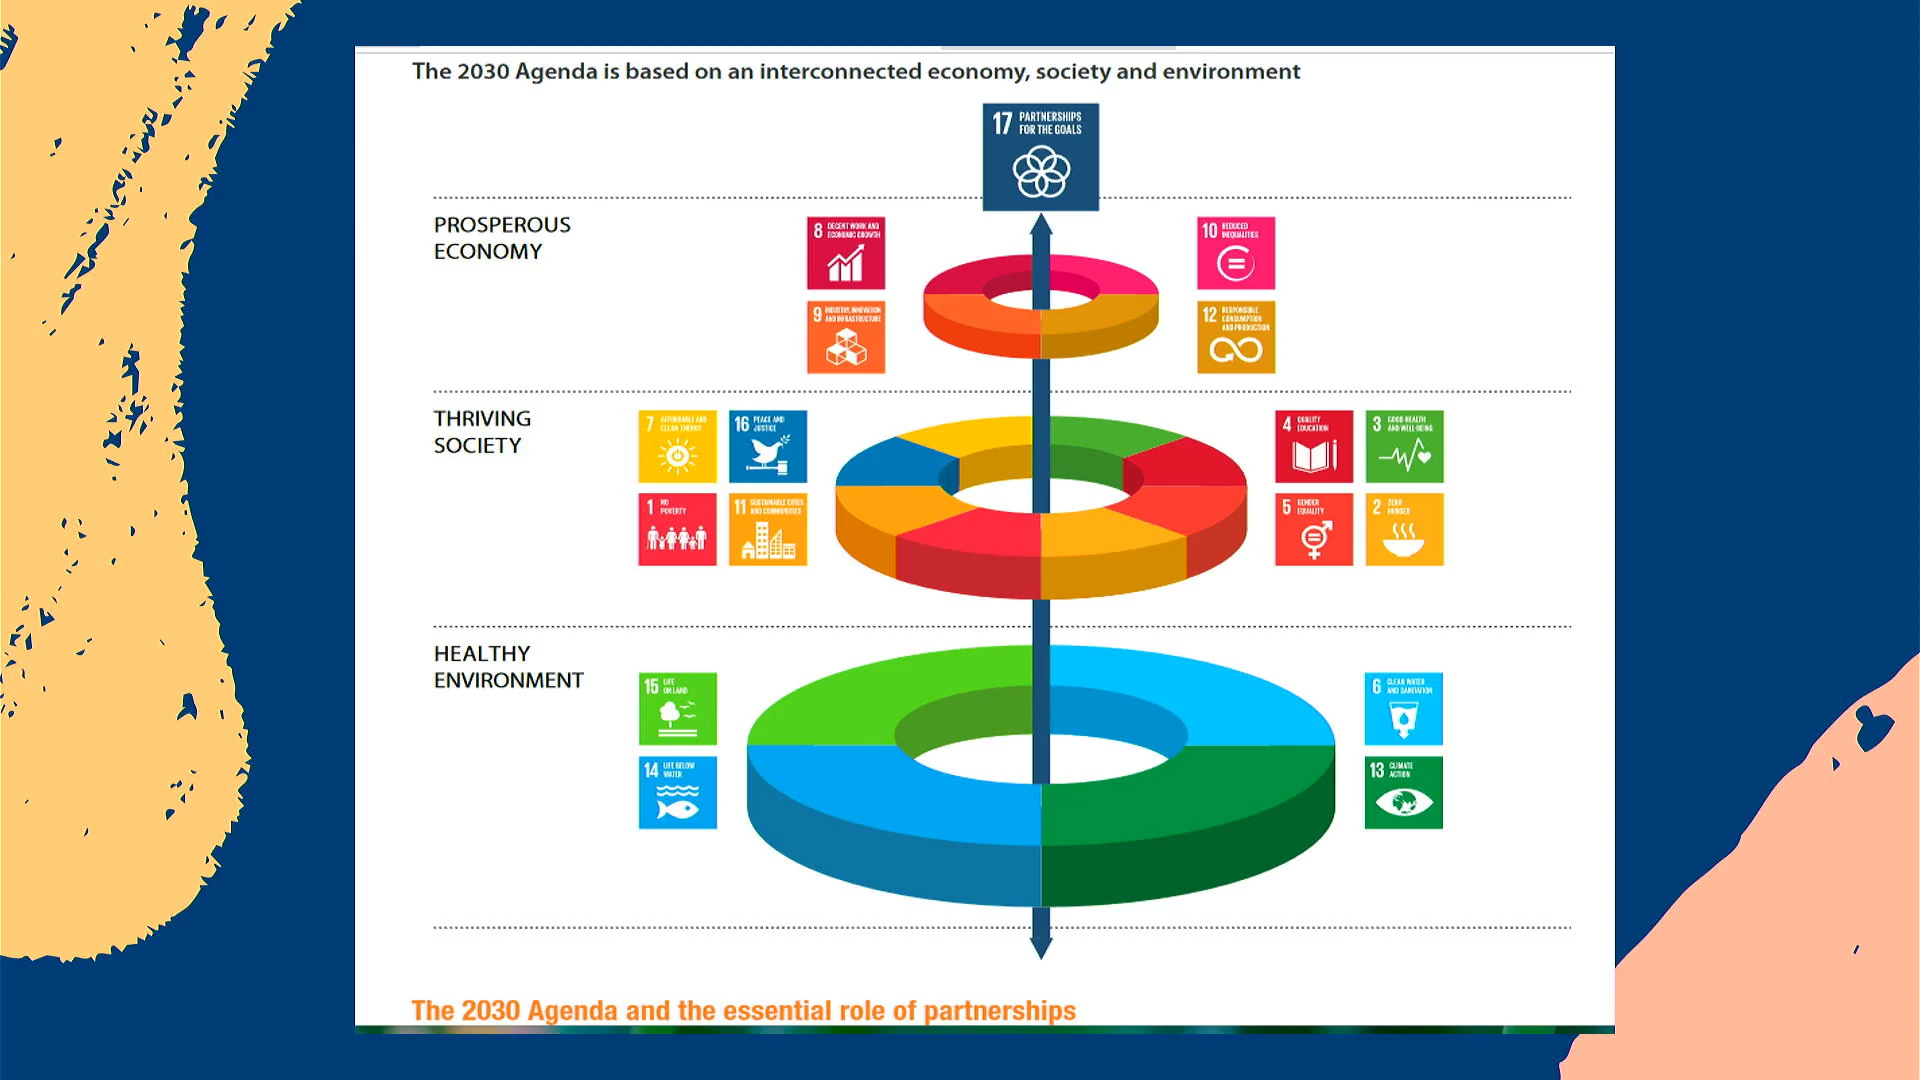 The 2030 Agenda is based on an interconnected economy, society and environment
17 PARTNERSHIPS
FOR THE GOALS
PROSPEROUS
ECONOMY
8 DECENT WORK AND
ECONOMIC GROWTH
10 REDUCED
INEQUALITIES
9 INDUSTRY, INNOVATION
AND INFRASTRUCTURE
12 RESPONSIBLE
CONSUMPTION
AND PRODUCTION
THRIVING
SOCIETY
7 AFFORDABLE AND
CLEAN ENERGY
16 PEACE AND
JUSTICE
4 QUALITY
EDUCATION
3 GOOD HEALTH
AND WELL-BEING
1 NO
POVERTY
11 SUSTAINABLE CITIES
AND COMMUNITIES
5 GENDER
EQUALITY
2 ZERO
HUNGER
HEALTHY
ENVIRONMENT
15 LIFE
ON LAND
6 CLEAN WATER
AND SANITATION
14 LIFE BELOW
WATER
13 CLIMATE
ACTION
The 2030 Agenda and the essential role of partnerships